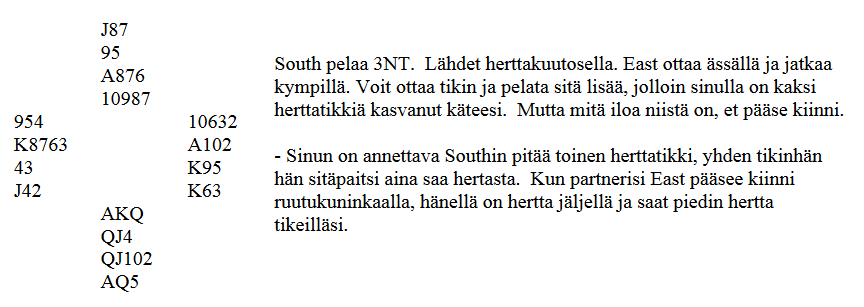 J87
95
A876
10987
954 10632
K8763 A102
43 K95
J42 K63
AKQ
QJ4
QJ102
AQ5
South pelaa 3NT. Lähdet herttakuutosella. East ottaa ässällä ja jatkaa
kympillä. Voit ottaa tikin ja pelata sitä lisää, jolloin sinulla on kaksi
herttatikkiä kasvanut käteesi. Mutta mitä iloa niistä on, et pääse kiinni.
- Sinun on annettava Southin pitää toinen herttatikki, yhden tikinhän
hän sitäpaitsi aina saa hertasta. Kun partnerisi East pääsee kiinni
ruutukuninkaalla, hänellä on hertta jäljellä ja saat piedin hertta
tikeilläsi.